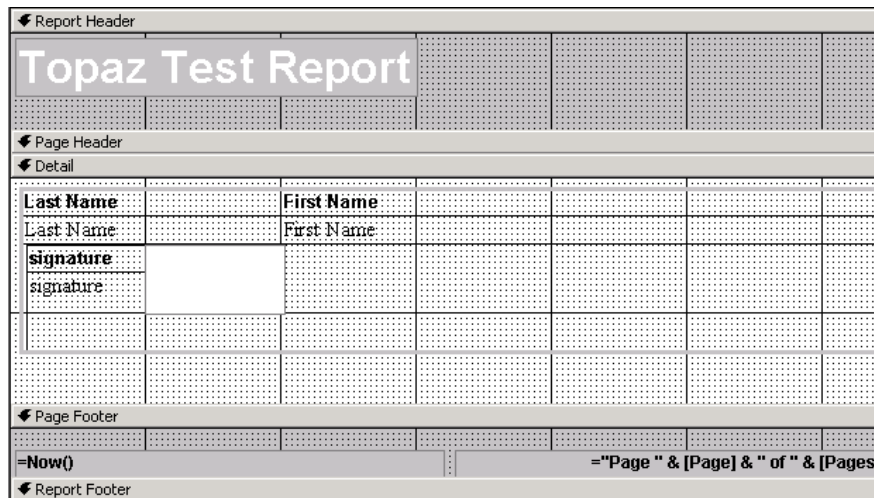 Report Header
Topaz Test Report
Page Header
Detail
Last Name First Name
Last Name First Name
signature
signature
Page Footer
=Now() ="Page " & [Page] & " of " & [Pages
Report Footer